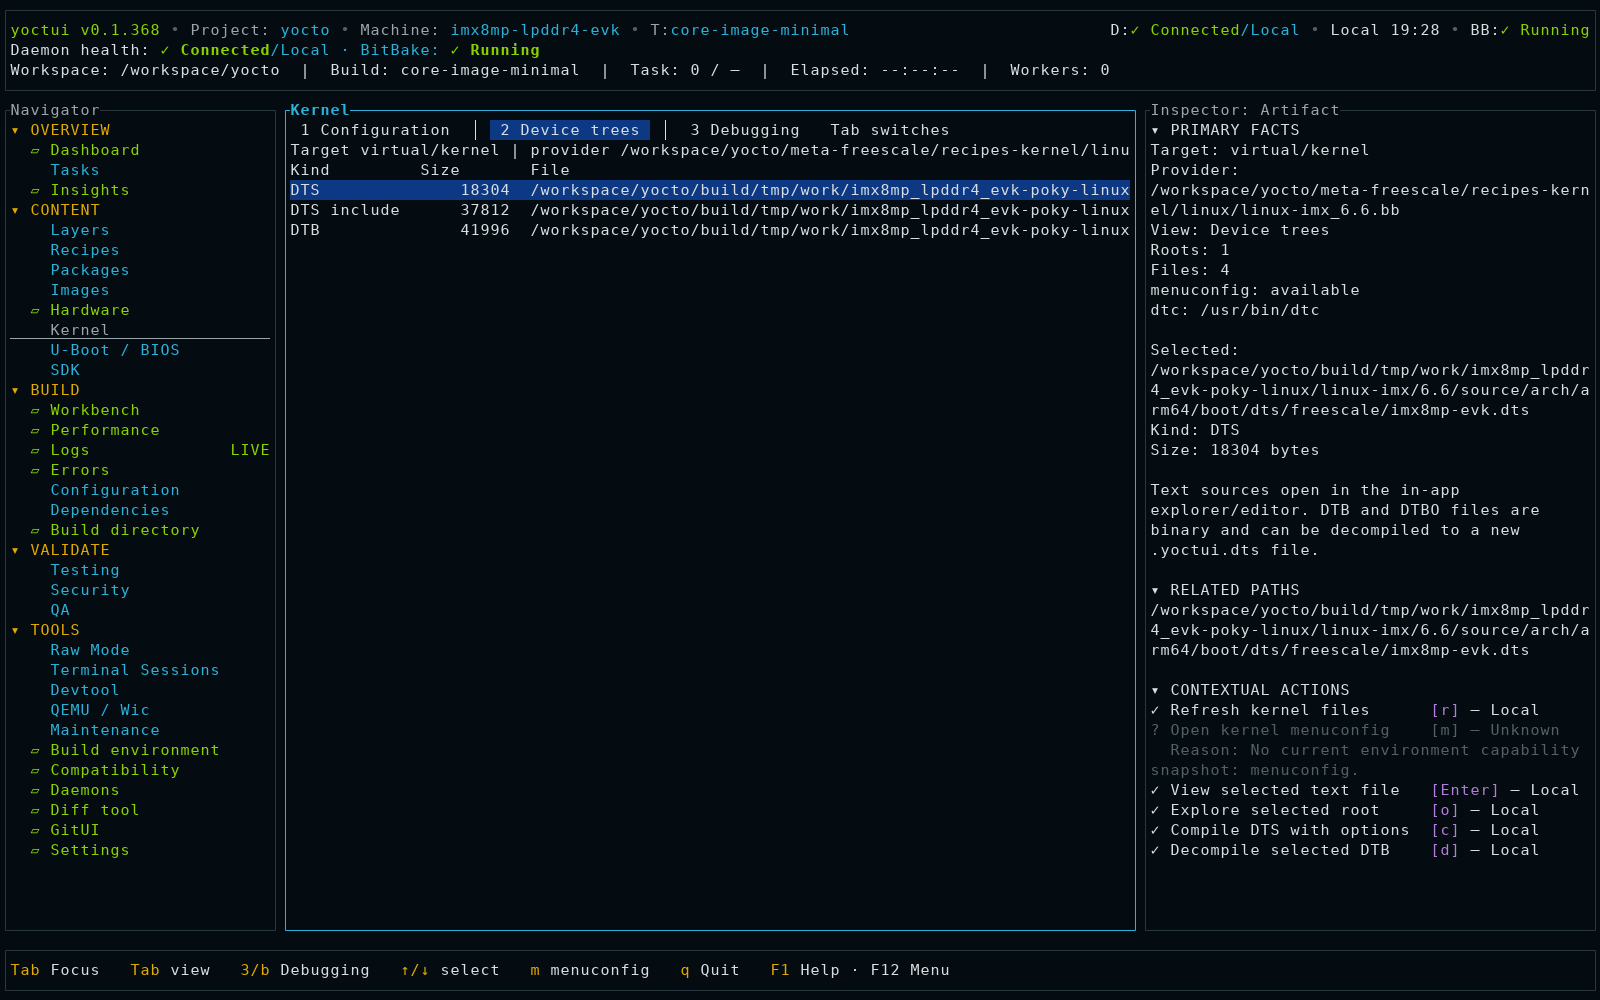 yoctui v0.1.368 • Project: yocto • Machine: imx8mp-lpddr4-evk • T:core-image-minimal D:✓ Connected/Local • Local 19:28 • BB:✓ Running
Daemon health: ✓ Connected/Local · BitBake: ✓ Running
Workspace: /workspace/yocto | Build: core-image-minimal | Task: 0 / — | Elapsed: --:--:-- | Workers: 0
Navigator
▾ OVERVIEW
▱ Dashboard
Tasks
▱ Insights
▾ CONTENT
Layers
Recipes
Packages
Images
▱ Hardware
Kernel
U-Boot / BIOS
SDK
▾ BUILD
▱ Workbench
▱ Performance
▱ Logs LIVE
▱ Errors
Configuration
Dependencies
▱ Build directory
▾ VALIDATE
Testing
Security
QA
▾ TOOLS
Raw Mode
Terminal Sessions
Devtool
QEMU / Wic
Maintenance
▱ Build environment
▱ Compatibility
▱ Daemons
▱ Diff tool
▱ GitUI
▱ Settings
Kernel
1 Configuration │ 2 Device trees │ 3 Debugging Tab switches
Target virtual/kernel | provider /workspace/yocto/meta-freescale/recipes-kernel/linu
Kind Size File
DTS 18304 /workspace/yocto/build/tmp/work/imx8mp_lpddr4_evk-poky-linux
DTS include 37812 /workspace/yocto/build/tmp/work/imx8mp_lpddr4_evk-poky-linux
DTB 41996 /workspace/yocto/build/tmp/work/imx8mp_lpddr4_evk-poky-linux
Inspector: Artifact
▾ PRIMARY FACTS
Target: virtual/kernel
Provider:
/workspace/yocto/meta-freescale/recipes-kern
el/linux/linux-imx_6.6.bb
View: Device trees
Roots: 1
Files: 4
menuconfig: available
dtc: /usr/bin/dtc
Selected:
/workspace/yocto/build/tmp/work/imx8mp_lpddr
4_evk-poky-linux/linux-imx/6.6/source/arch/a
rm64/boot/dts/freescale/imx8mp-evk.dts
Kind: DTS
Size: 18304 bytes
Text sources open in the in-app
explorer/editor. DTB and DTBO files are
binary and can be decompiled to a new
.yoctui.dts file.
▾ RELATED PATHS
/workspace/yocto/build/tmp/work/imx8mp_lpddr
4_evk-poky-linux/linux-imx/6.6/source/arch/a
rm64/boot/dts/freescale/imx8mp-evk.dts
▾ CONTEXTUAL ACTIONS
✓ Refresh kernel files [r] — Local
? Open kernel menuconfig [m] — Unknown
Reason: No current environment capability
snapshot: menuconfig.
✓ View selected text file [Enter] — Local
✓ Explore selected root [o] — Local
✓ Compile DTS with options [c] — Local
✓ Decompile selected DTB [d] — Local
Tab Focus Tab view 3/b Debugging ↑/↓ select m menuconfig q Quit F1 Help · F12 Menu